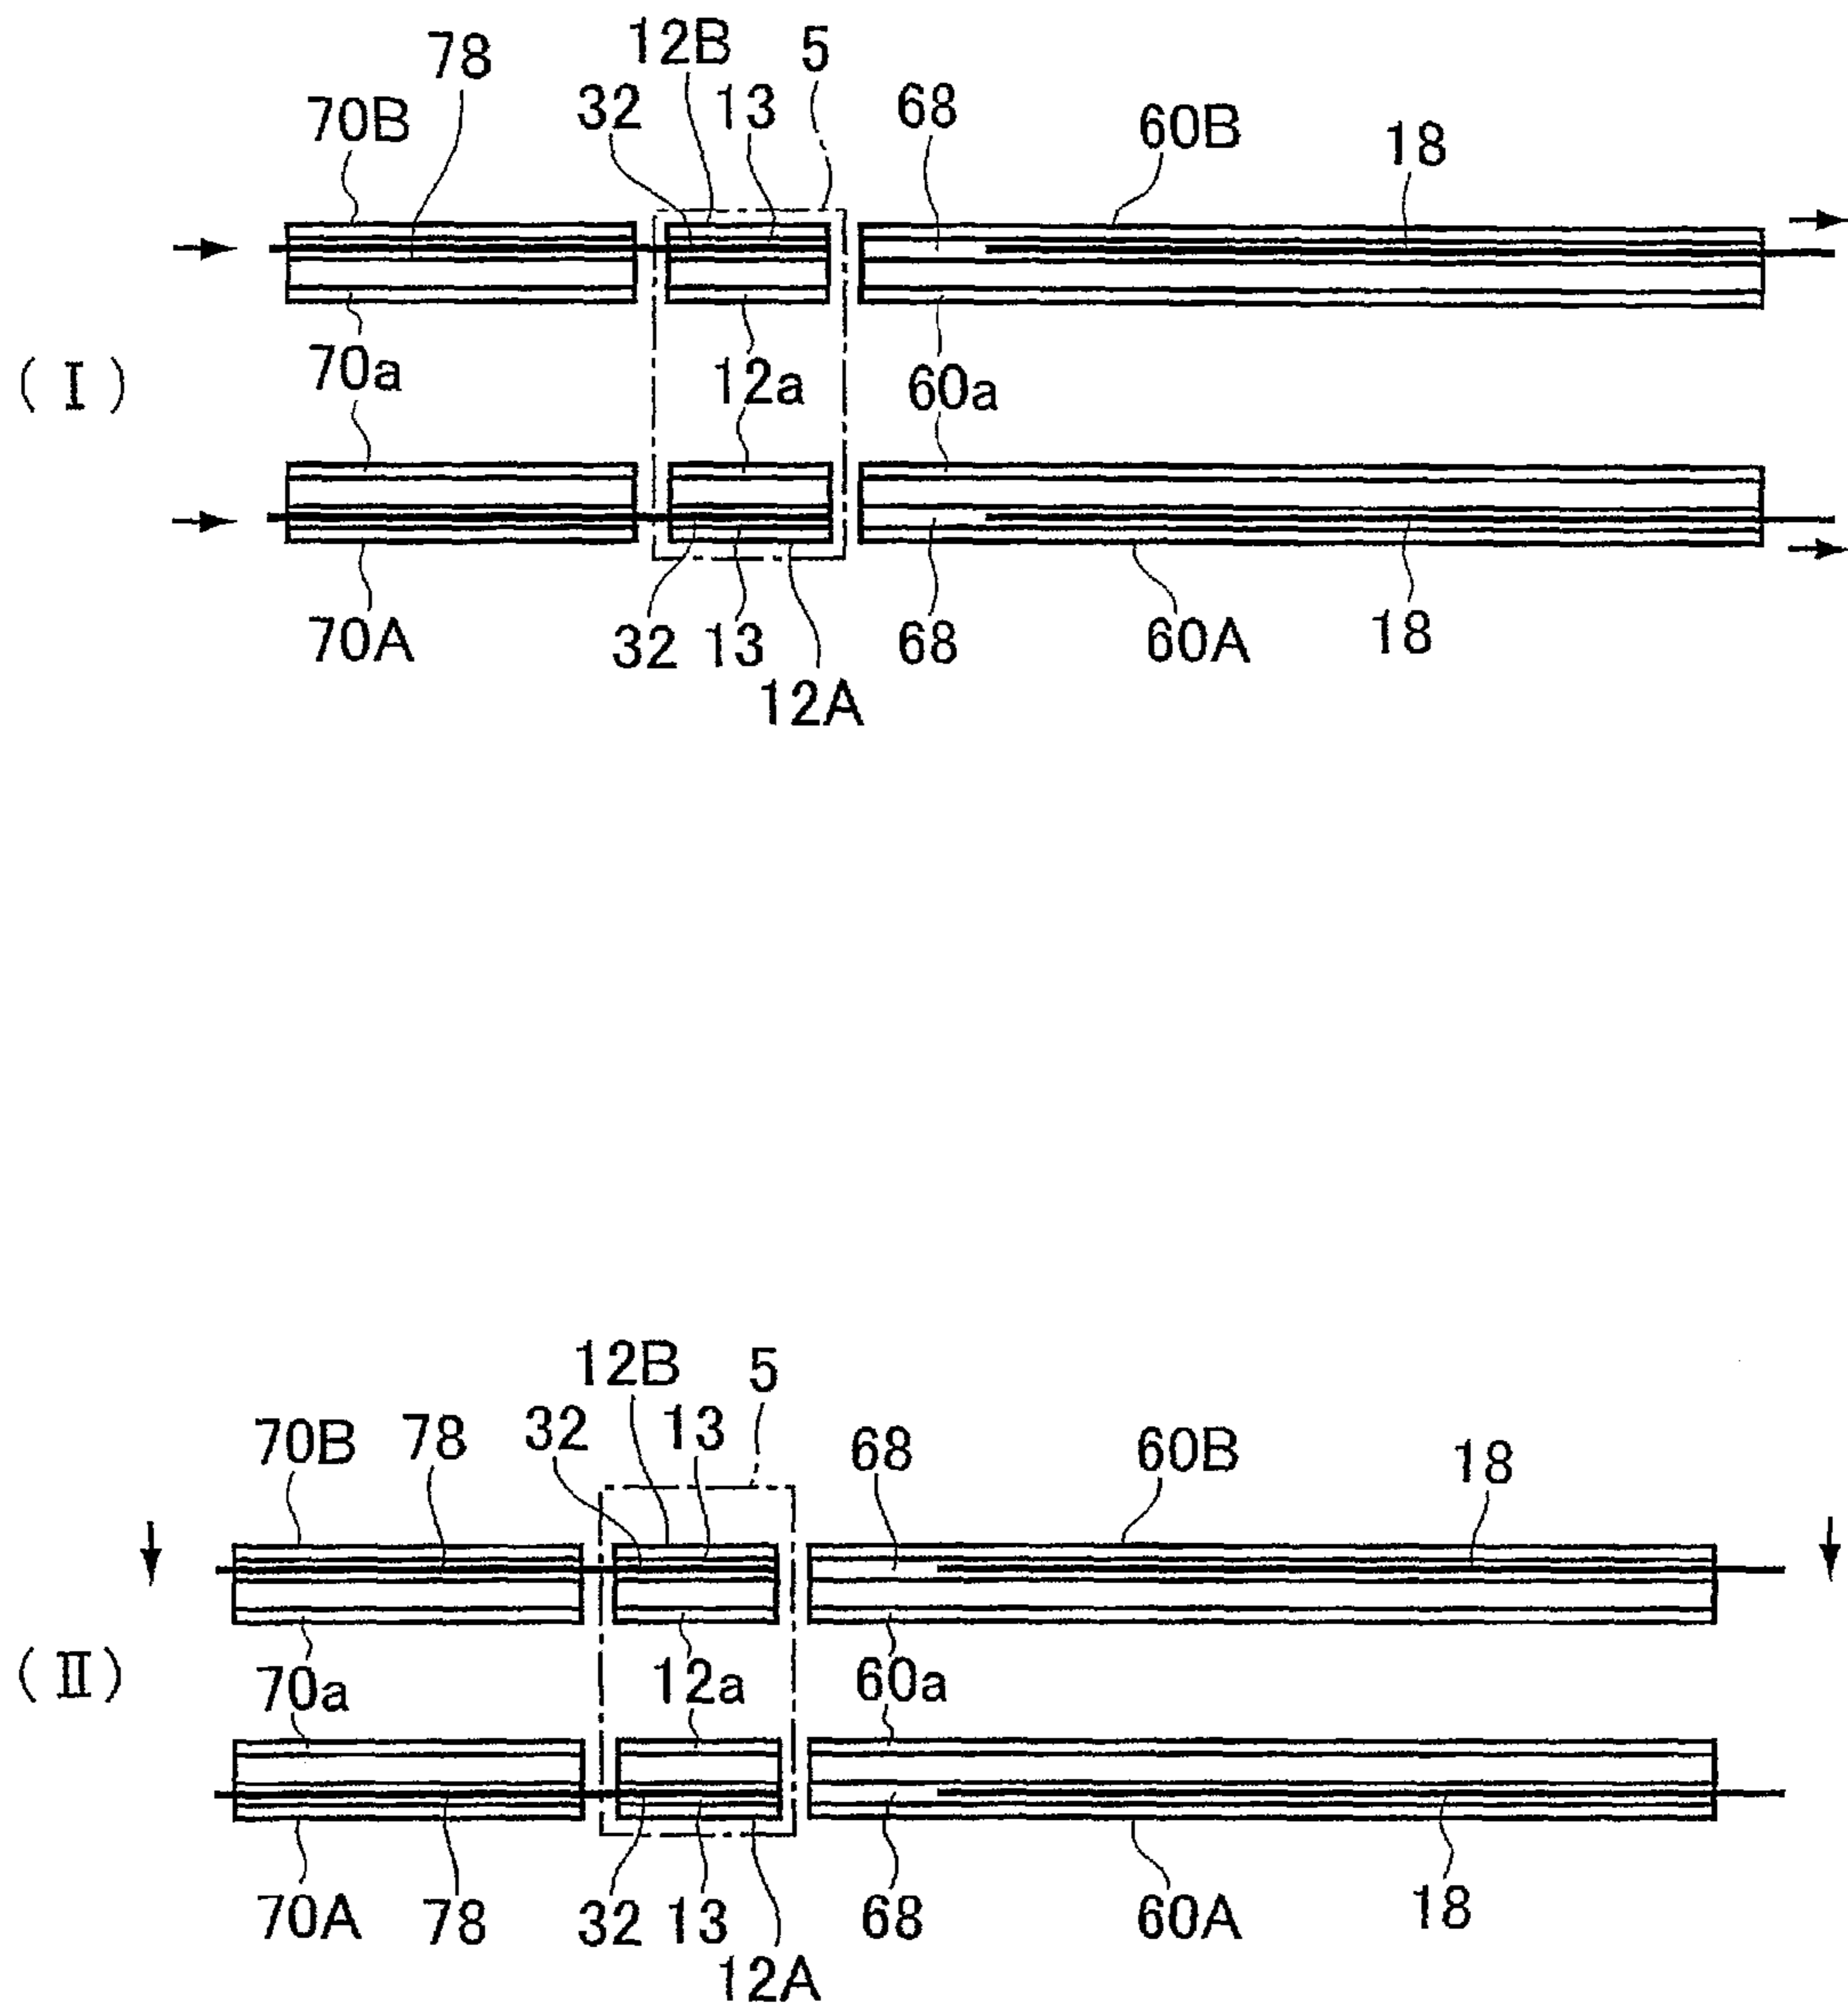 78 12B 5
70B 32 13 68 60B 18
(I) 70a 12a 60a
70A 32 13 68 60A 18
12A
12B 5
70B 78 32 13 68 60B 18
(II) 70a 12a 60a
70A 78 32 13 68 60A 18
12A